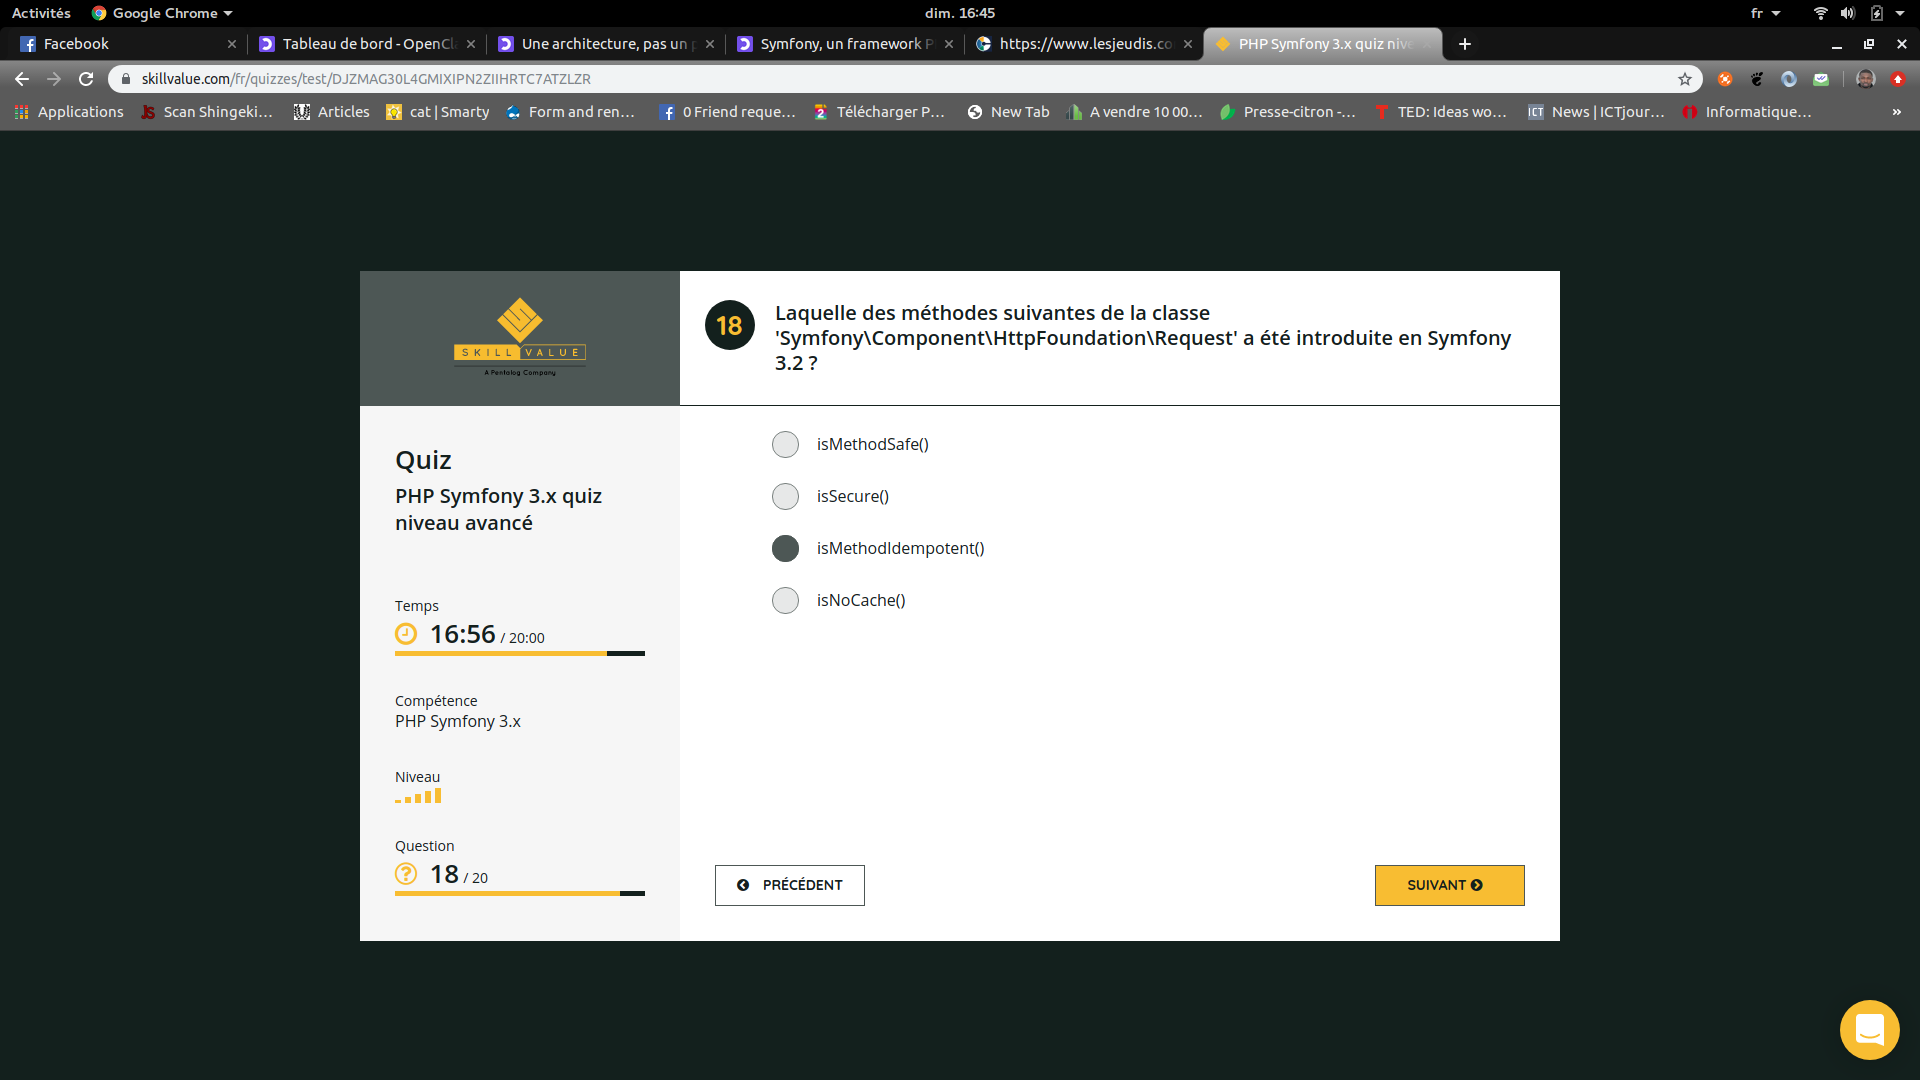 Activités
Google Chrome
dim. 16:45
fr
Facebook
Tableau de bord - OpenCl
Une architecture, pas un
Symfony, un framework P
https://www.lesjeudis.co
PHP Symfony 3.x quiz nive
skillvalue.com/fr/quizzes/test/DJZMAG30L4GMIXIPN2ZIIHRTC7ATZLZR
Applications
Scan Shingeki...
Articles
cat | Smarty
Form and ren...
0 Friend reque...
Télécharger P...
New Tab
A vendre 10 00...
Presse-citron -...
TED: Ideas wo...
ICT News | ICTjour...
Informatique...
»
SKILL VALUE
A Pentalog Company
18
Laquelle des méthodes suivantes de la classe
'Symfony\Component\HttpFoundation\Request' a été introduite en Symfony
3.2 ?
Quiz
PHP Symfony 3.x quiz
niveau avancé
Temps
16:56 / 20:00
Compétence
PHP Symfony 3.x
Niveau
Question
18 / 20
isMethodSafe()
isSecure()
isMethodIdempotent()
isNoCache()
PRÉCÉDENT
SUIVANT